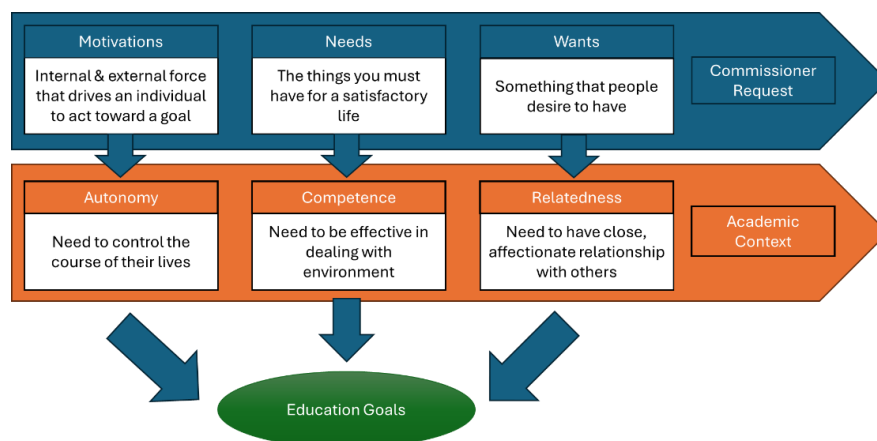 Motivations
Internal & external force
that drives an individual
to act toward a goal
Needs
The things you must
have for a satisfactory
life
Wants
Something that people
desire to have
Commissioner
Request
Autonomy
Need to control the
course of their lives
Competence
Need to be effective in
dealing with
environment
Relatedness
Need to have close,
affectionate relationship
with others
Academic
Context
Education Goals